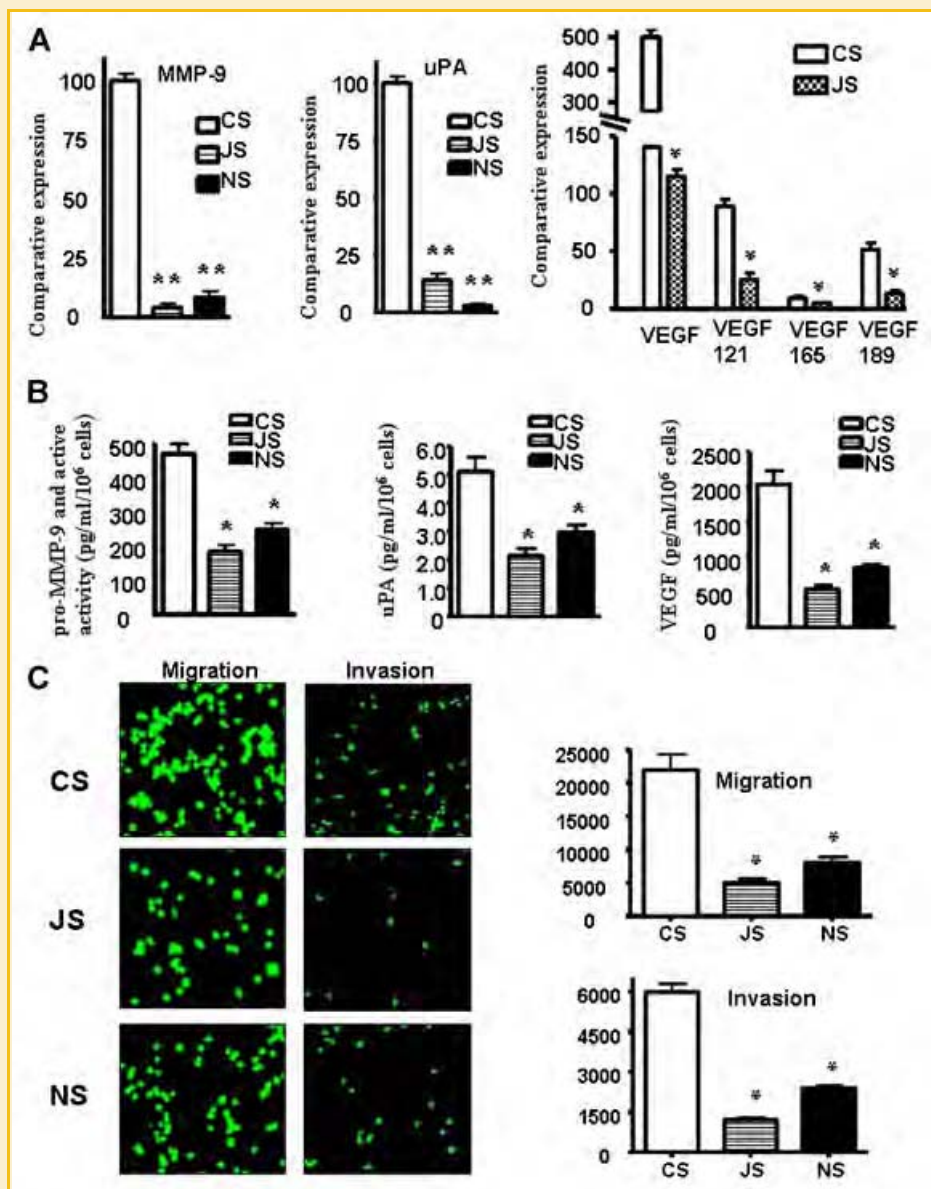 A
MMP-9
Comparative expression
100
75
50
25
0
CS
JS
NS
**
**
uPA
Comparative expression
100
75
50
25
0
CS
JS
NS
**
**
Comparative expression
500
400
300
150
100
50
0
CS
JS
*
*
*
*
VEGF
VEGF 121
VEGF 165
VEGF 189
B
pro-MMP-9 and active
activity (pg/ml/10⁶ cells)
500
400
300
200
100
0
CS
JS
NS
*
*
uPA (pg/ml/10⁶ cells)
6.0
5.0
4.0
3.0
2.0
1.0
0
CS
JS
NS
*
*
VEGF (pg/ml/10⁶ cells)
2500
2000
1500
1000
500
0
CS
JS
NS
*
*
C
Migration
Invasion
CS
JS
NS
25000
20000
15000
10000
5000
0
Migration
*
*
CS JS NS
6000
4500
3000
1500
0
Invasion
*
*
CS JS NS